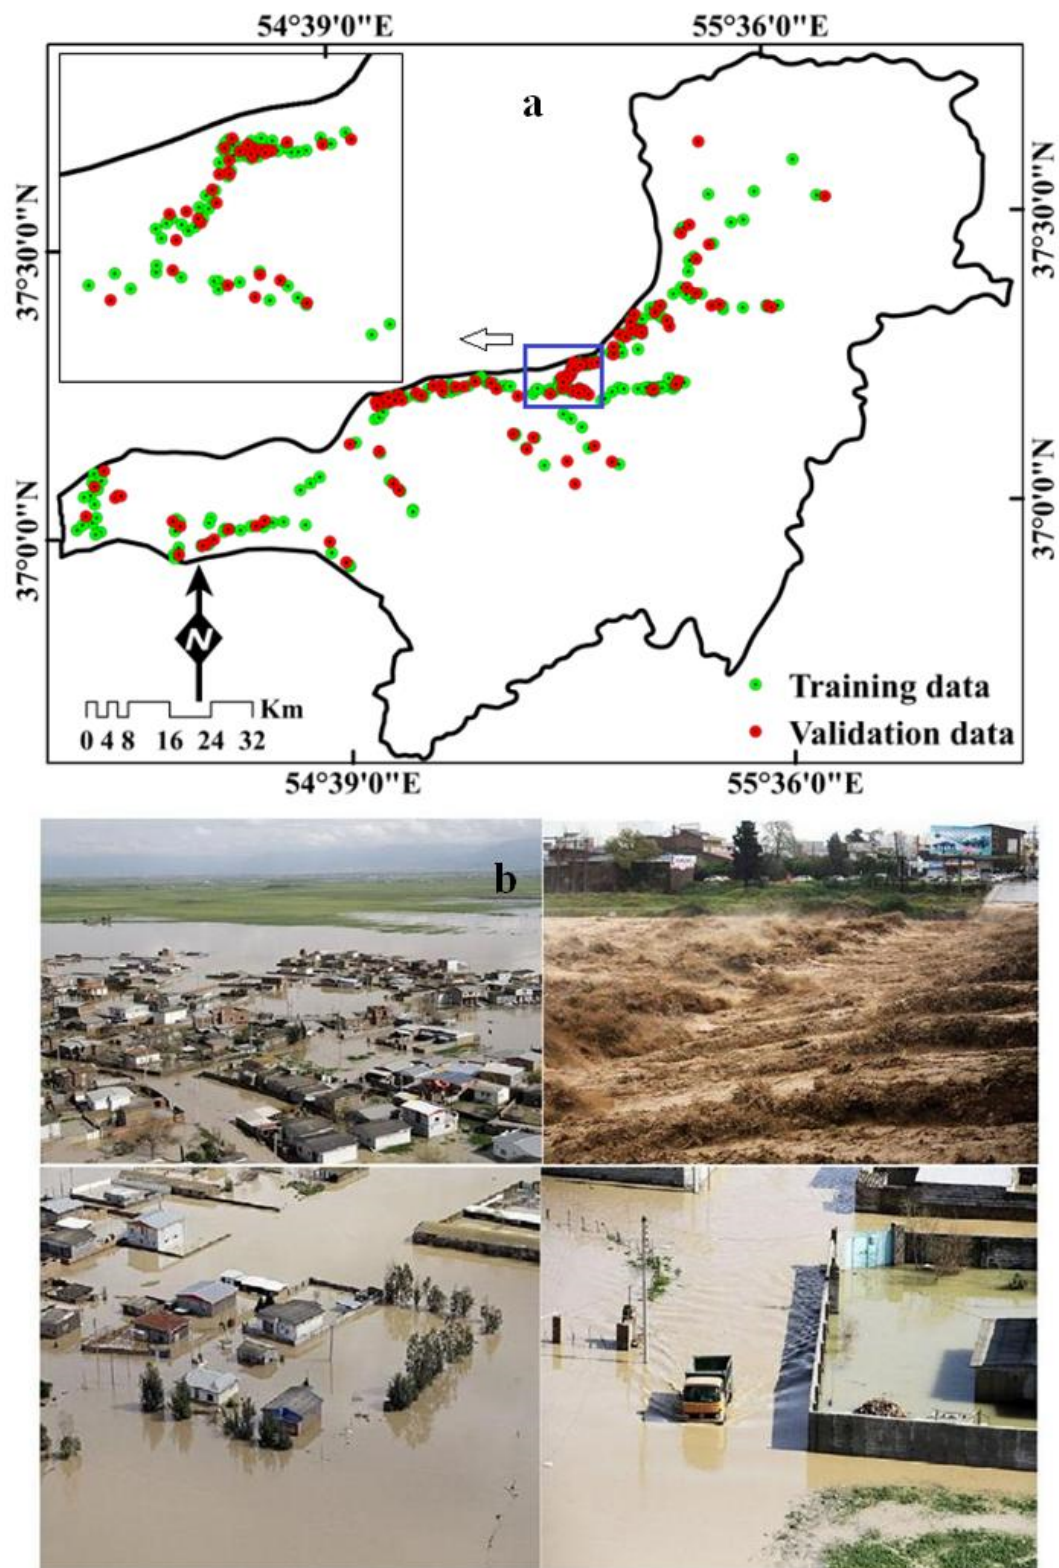 54°39'0"E 55°36'0"E
a
37°30'0"N
37°30'0"N
37°0'0"N
37°0'0"N
N
Training data
Validation data
Km
0 4 8 16 24 32
54°39'0"E 55°36'0"E
b